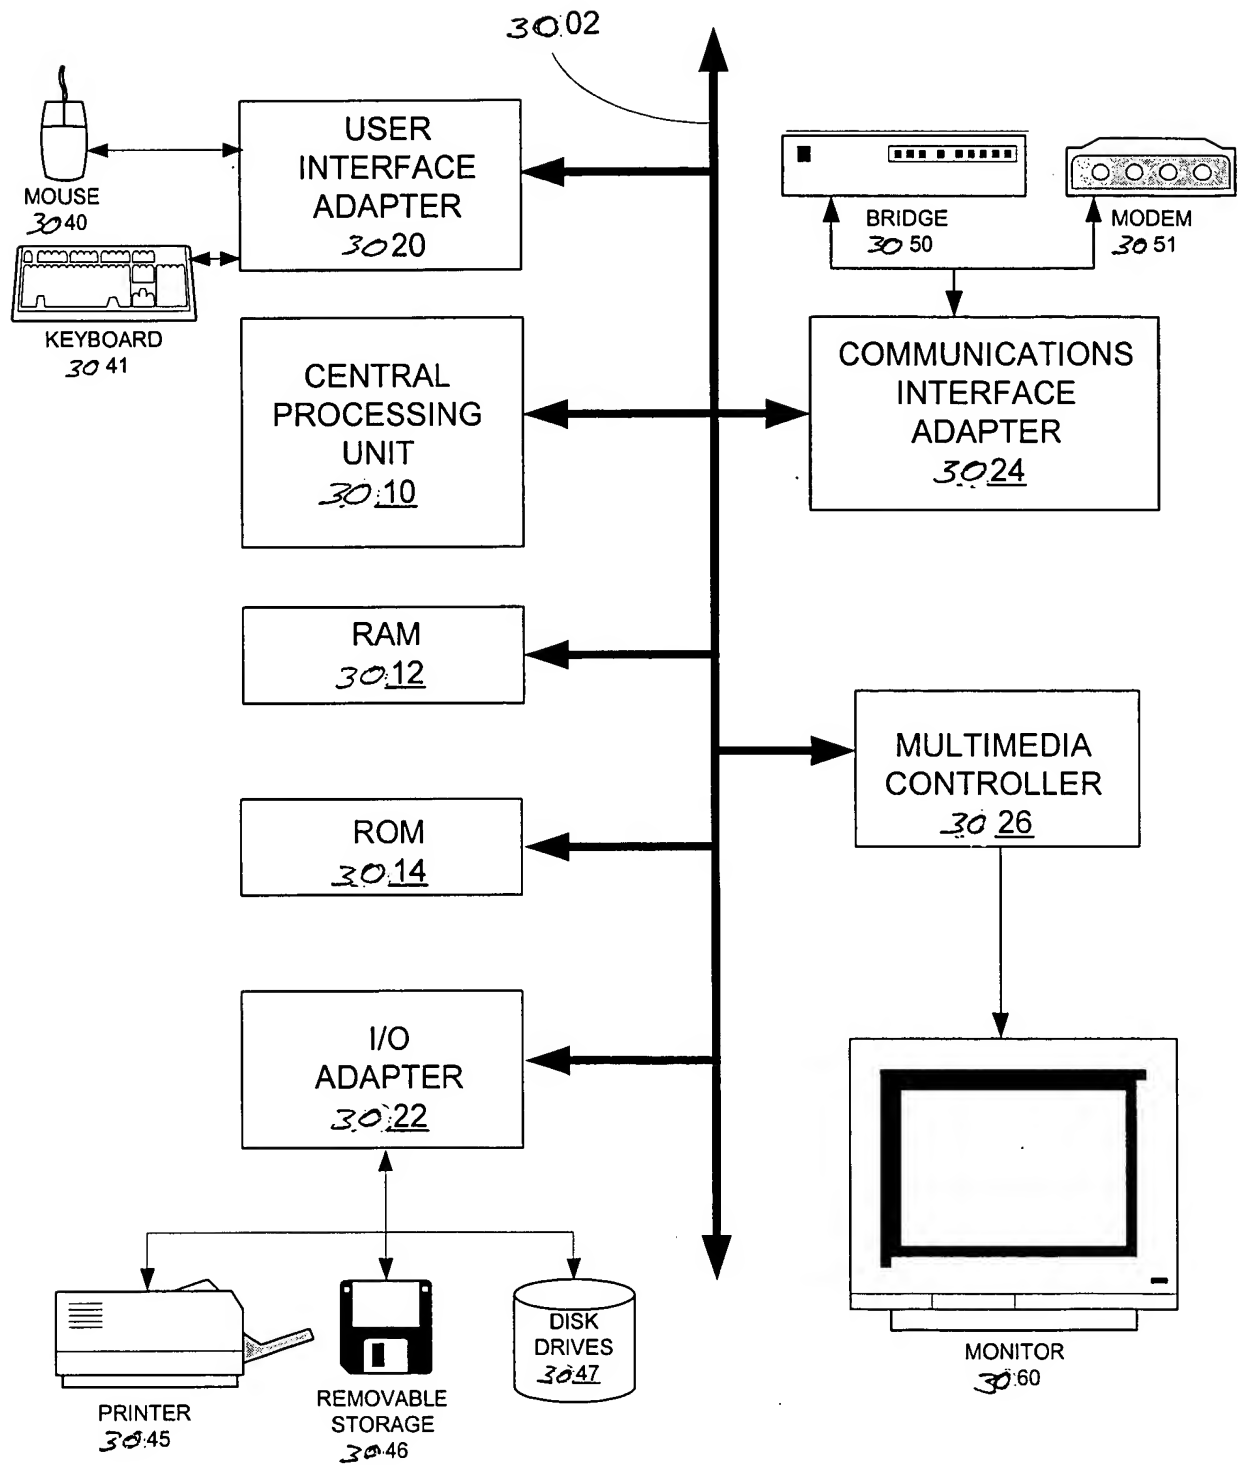 3002
USER
INTERFACE
ADAPTER
3020
MOUSE
3040
KEYBOARD
3041
BRIDGE
3050
MODEM
3051
CENTRAL
PROCESSING
UNIT
3010
COMMUNICATIONS
INTERFACE
ADAPTER
3024
RAM
3012
MULTIMEDIA
CONTROLLER
3026
ROM
3014
I/O
ADAPTER
3022
PRINTER
3045
REMOVABLE
STORAGE
3046
DISK
DRIVES
3047
MONITOR
3060